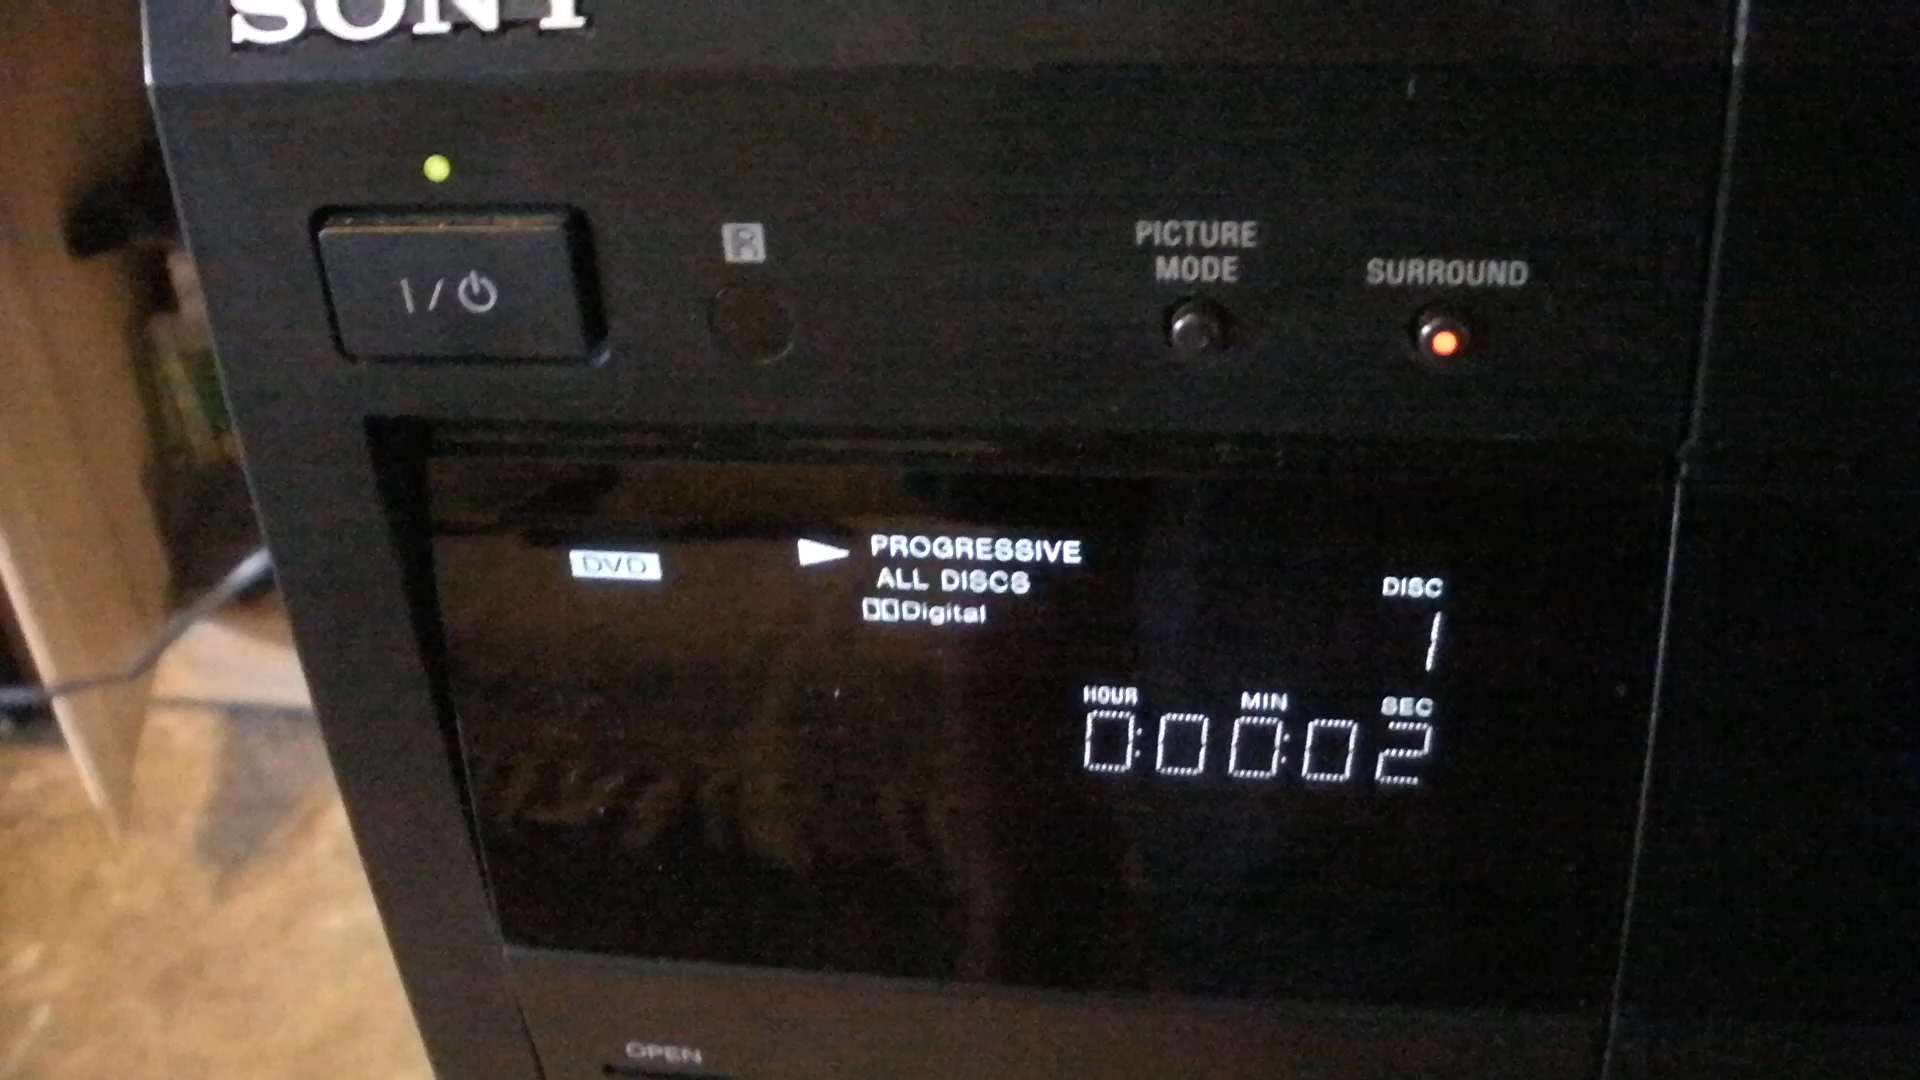 SONY
I/⏻
PICTURE
MODE
SURROUND
DVD
PROGRESSIVE
ALL DISCS
Digital
DISC
1
HOUR MIN SEC
0:00:02
OPEN